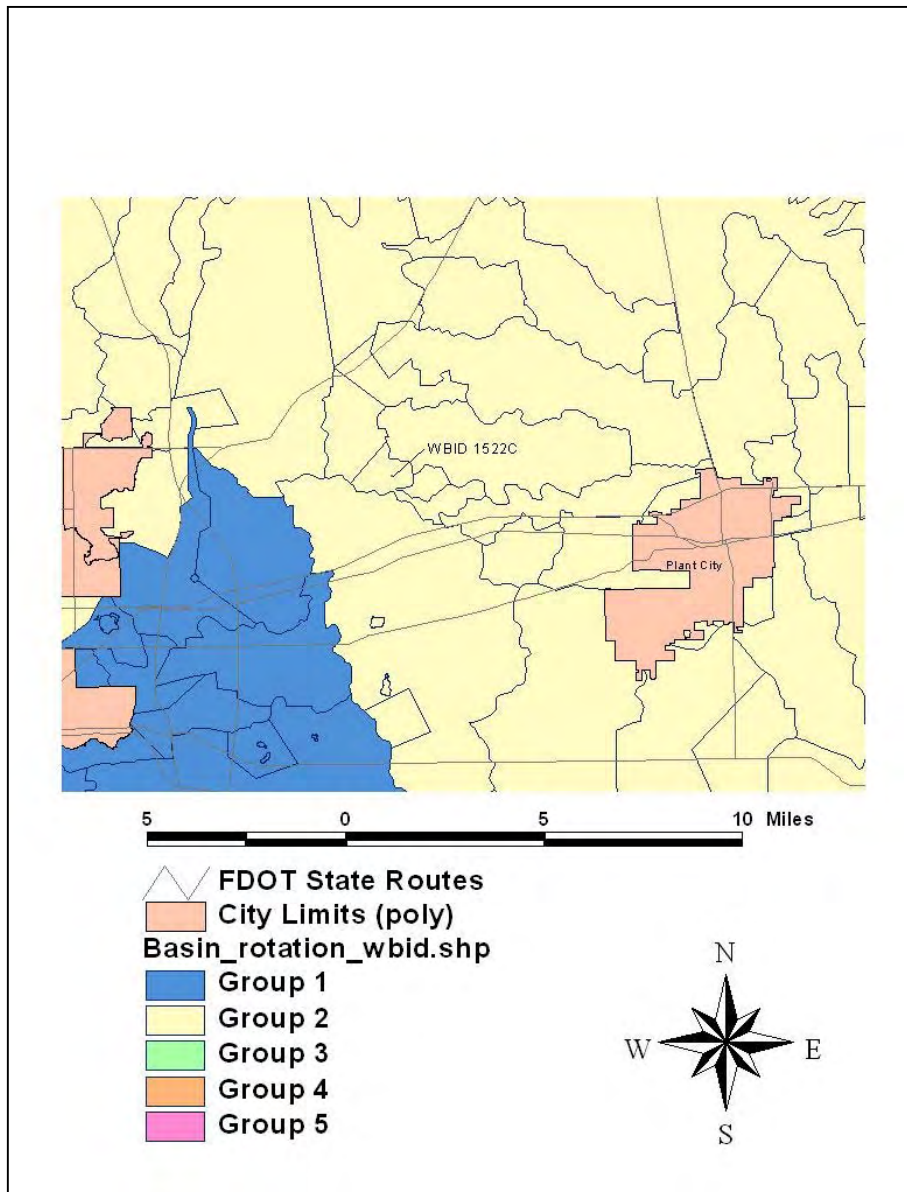 WBID 1522C
Plant City
5 0 5 10 Miles
FDOT State Routes
City Limits (poly)
Basin_rotation_wbid.shp
Group 1
Group 2
Group 3
Group 4
Group 5
N
W E
S